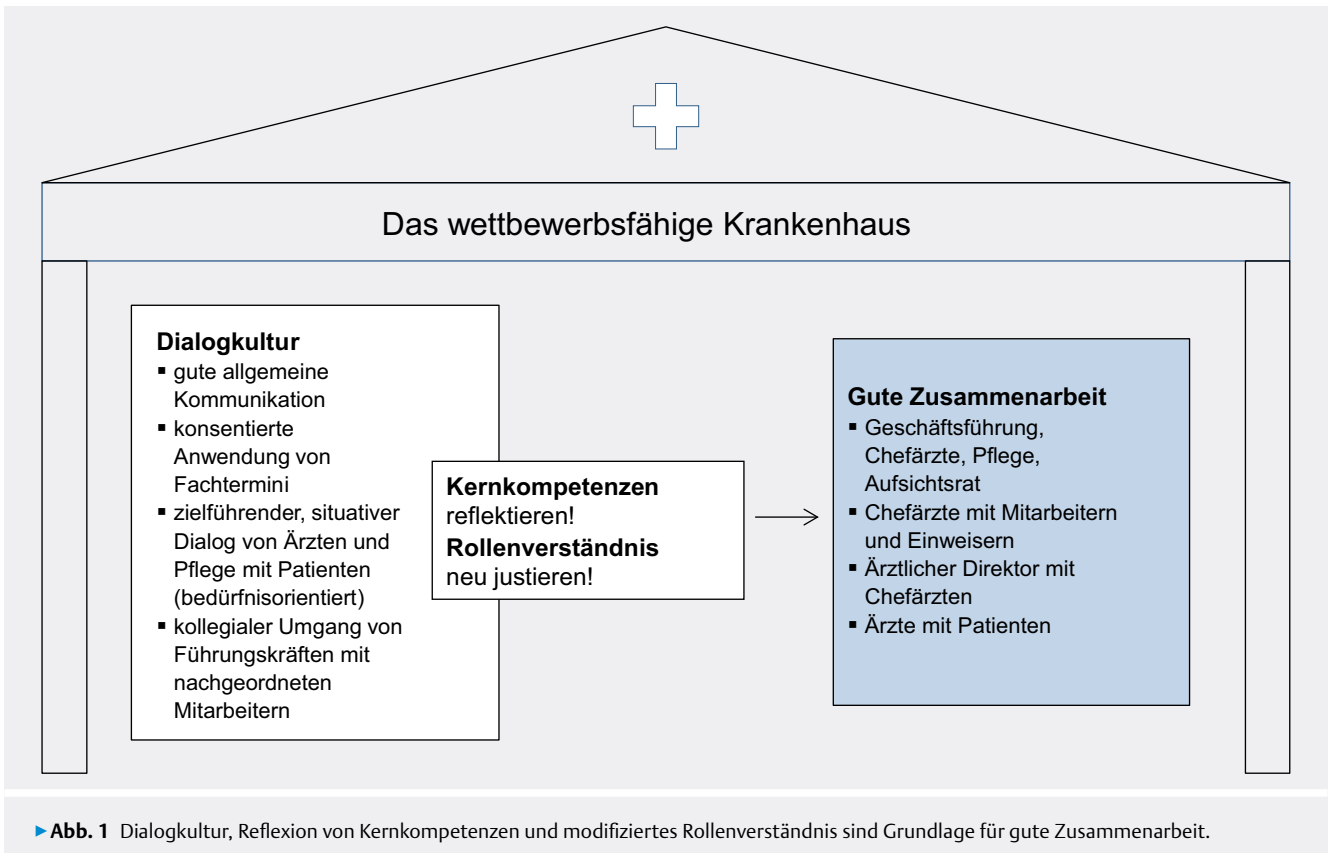 Das wettbewerbsfähige Krankenhaus
Dialogkultur
▪ gute allgemeine
Kommunikation
▪ konsentierte
Anwendung von
Fachtermini
▪ zielführender, situativer
Dialog von Ärzten und
Pflege mit Patienten
(bedürfnisorientiert)
▪ kollegialer Umgang von
Führungskräften mit
nachgeordneten
Mitarbeitern
Kernkompetenzen
reflektieren!
Rollenverständnis
neu justieren!
Gute Zusammenarbeit
▪ Geschäftsführung,
Chefärzte, Pflege,
Aufsichtsrat
▪ Chefärzte mit Mitarbeitern
und Einweisern
▪ Ärztlicher Direktor mit
Chefärzten
▪ Ärzte mit Patienten
▶ Abb. 1 Dialogkultur, Reflexion von Kernkompetenzen und modifiziertes Rollenverständnis sind Grundlage für gute Zusammenarbeit.